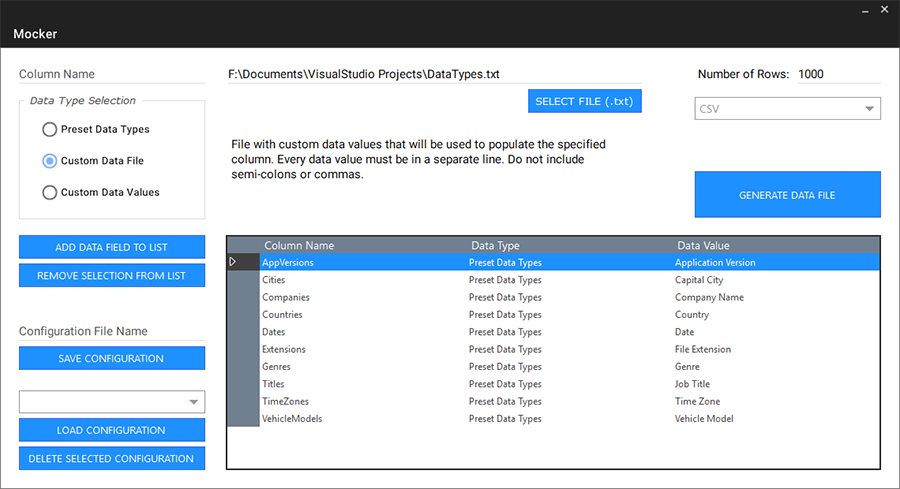 Mocker
Column Name
Data Type Selection
Preset Data Types
Custom Data File
Custom Data Values
ADD DATA FIELD TO LIST
REMOVE SELECTION FROM LIST
Configuration File Name
SAVE CONFIGURATION
LOAD CONFIGURATION
DELETE SELECTED CONFIGURATION
F:\Documents\VisualStudio Projects\DataTypes.txt
SELECT FILE (.txt)
File with custom data values that will be used to populate the specified
column. Every data value must be in a separate line. Do not include
semi-colons or commas.
Number of Rows: 1000
CSV
GENERATE DATA FILE
Column Name Data Type Data Value
AppVersions Preset Data Types Application Version
Cities Preset Data Types Capital City
Companies Preset Data Types Company Name
Countries Preset Data Types Country
Dates Preset Data Types Date
Extensions Preset Data Types File Extension
Genres Preset Data Types Genre
Titles Preset Data Types Job Title
TimeZones Preset Data Types Time Zone
VehicleModels Preset Data Types Vehicle Model